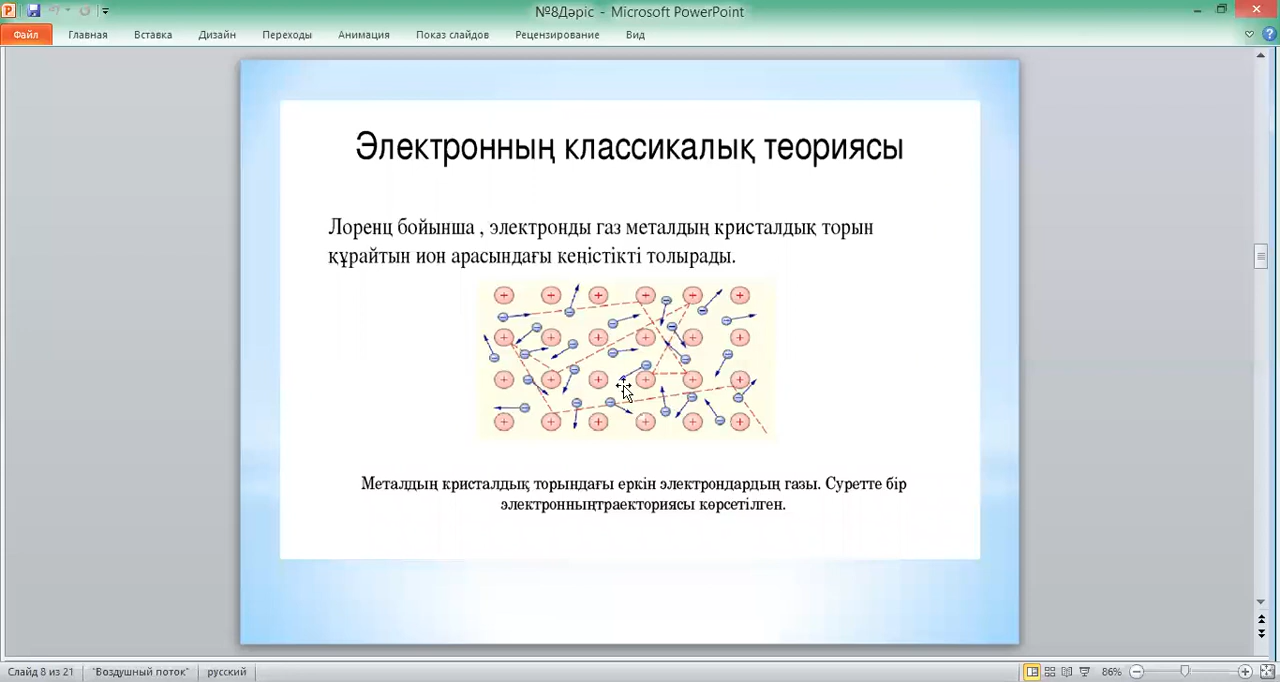 №8Дәріс - Microsoft PowerPoint
Файл Главная Вставка Дизайн Переходы Анимация Показ слайдов Рецензирование Вид
Электронның классикалық теориясы
Лоренц бойынша , электронды газ металдың кристалдық торын
құрайтын ион арасындағы кеңістікті толырады.
Металдың кристалдық торындағы еркін электрондардың газы. Суретте бір
электронныңтраекториясы көрсетілген.
Слайд 8 из 21 "Воздушный поток" русский 86%